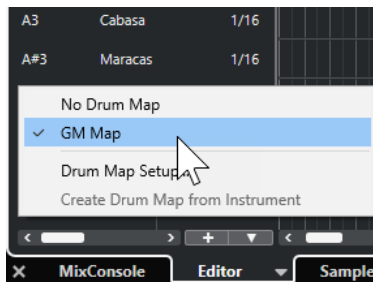 A3 Cabasa 1/16
A#3 Maracas 1/16
No Drum Map
GM Map
Drum Map Setup
Create Drum Map from Instrument
MixConsole Editor Sample